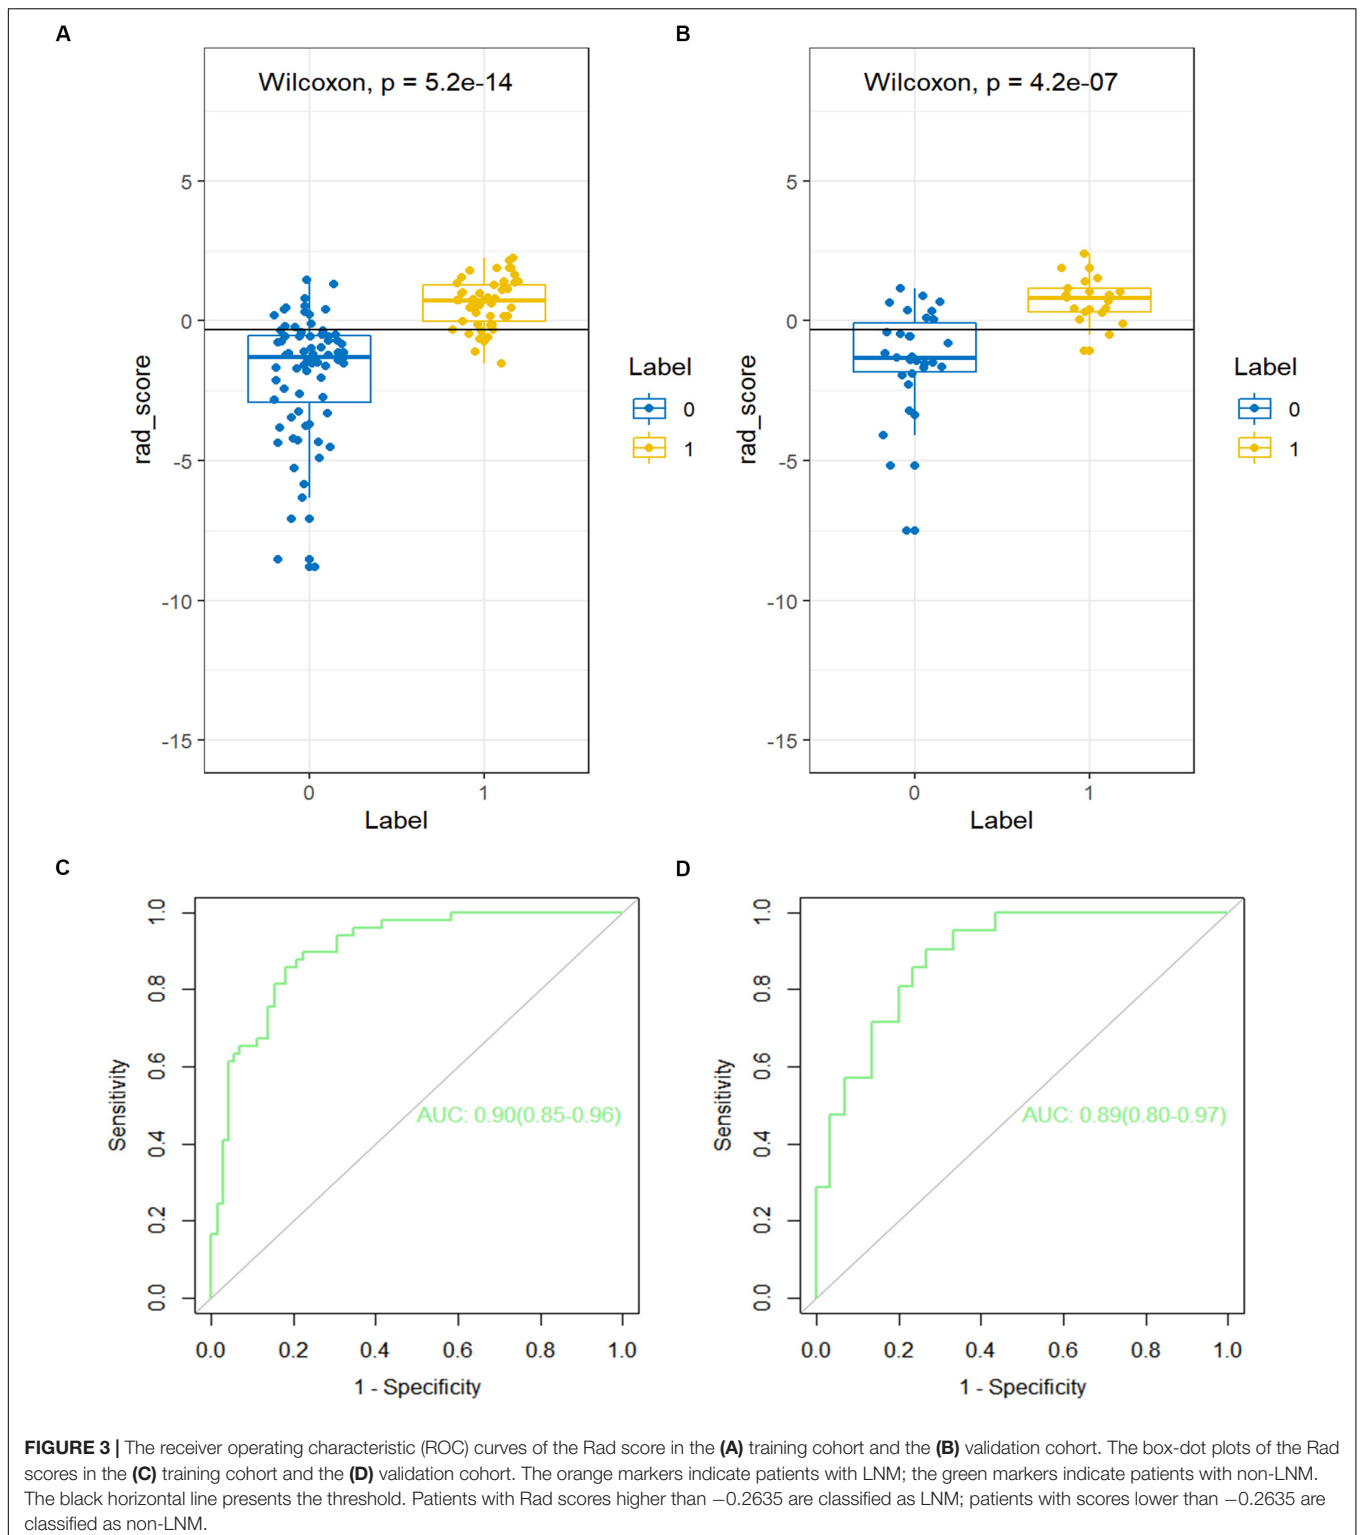 A
B
Wilcoxon, p = 5.2e-14
Wilcoxon, p = 4.2e-07
5
0
-5
-10
-15
rad_score
0
1
Label
Label
0
1
5
0
-5
-10
-15
rad_score
0
1
Label
Label
0
1
C
D
1.0
0.8
0.6
0.4
0.2
0.0
Sensitivity
AUC: 0.90(0.85-0.96)
0.0 0.2 0.4 0.6 0.8 1.0
1 - Specificity
1.0
0.8
0.6
0.4
0.2
0.0
Sensitivity
AUC: 0.89(0.80-0.97)
0.0 0.2 0.4 0.6 0.8 1.0
1 - Specificity
FIGURE 3 | The receiver operating characteristic (ROC) curves of the Rad score in the (A) training cohort and the (B) validation cohort. The box-dot plots of the Rad
scores in the (C) training cohort and the (D) validation cohort. The orange markers indicate patients with LNM; the green markers indicate patients with non-LNM.
The black horizontal line presents the threshold. Patients with Rad scores higher than −0.2635 are classified as LNM; patients with scores lower than −0.2635 are
classified as non-LNM.